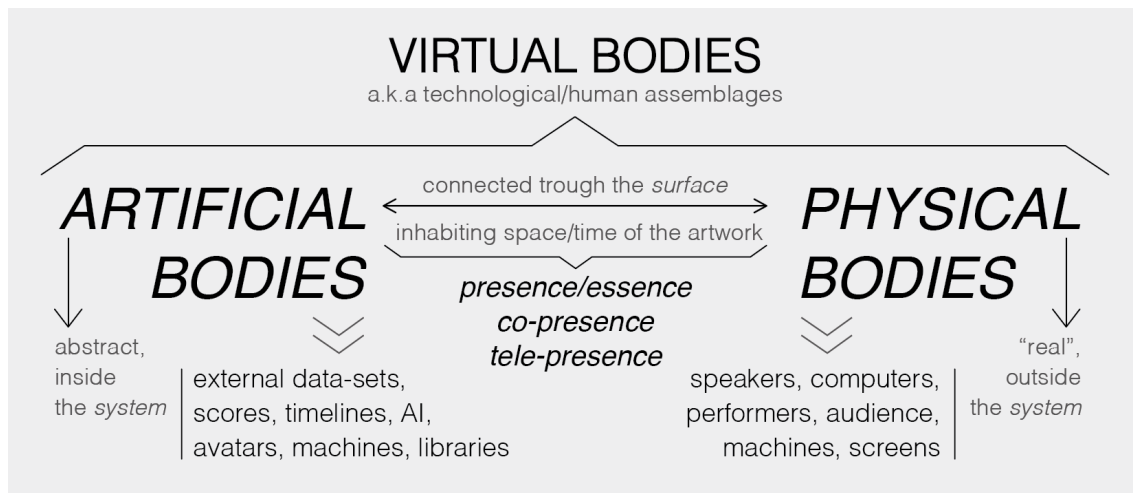 VIRTUAL BODIES
a.k.a technological/human assemblages
ARTIFICIAL
BODIES
connected trough the surface
inhabiting space/time of the artwork
presence/essence
co-presence
tele-presence
PHYSICAL
BODIES
abstract,
inside
the system
external data-sets,
scores, timelines, AI,
avatars, machines, libraries
speakers, computers,
performers, audience,
machines, screens
“real”,
outside
the system